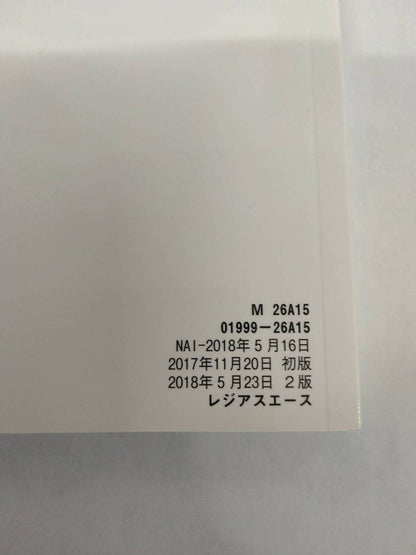 M 26A15
01999-26A15
NAI-2018年5月16日
2017年11月20日 初版
2018年5月23日 2版
レジアスエース